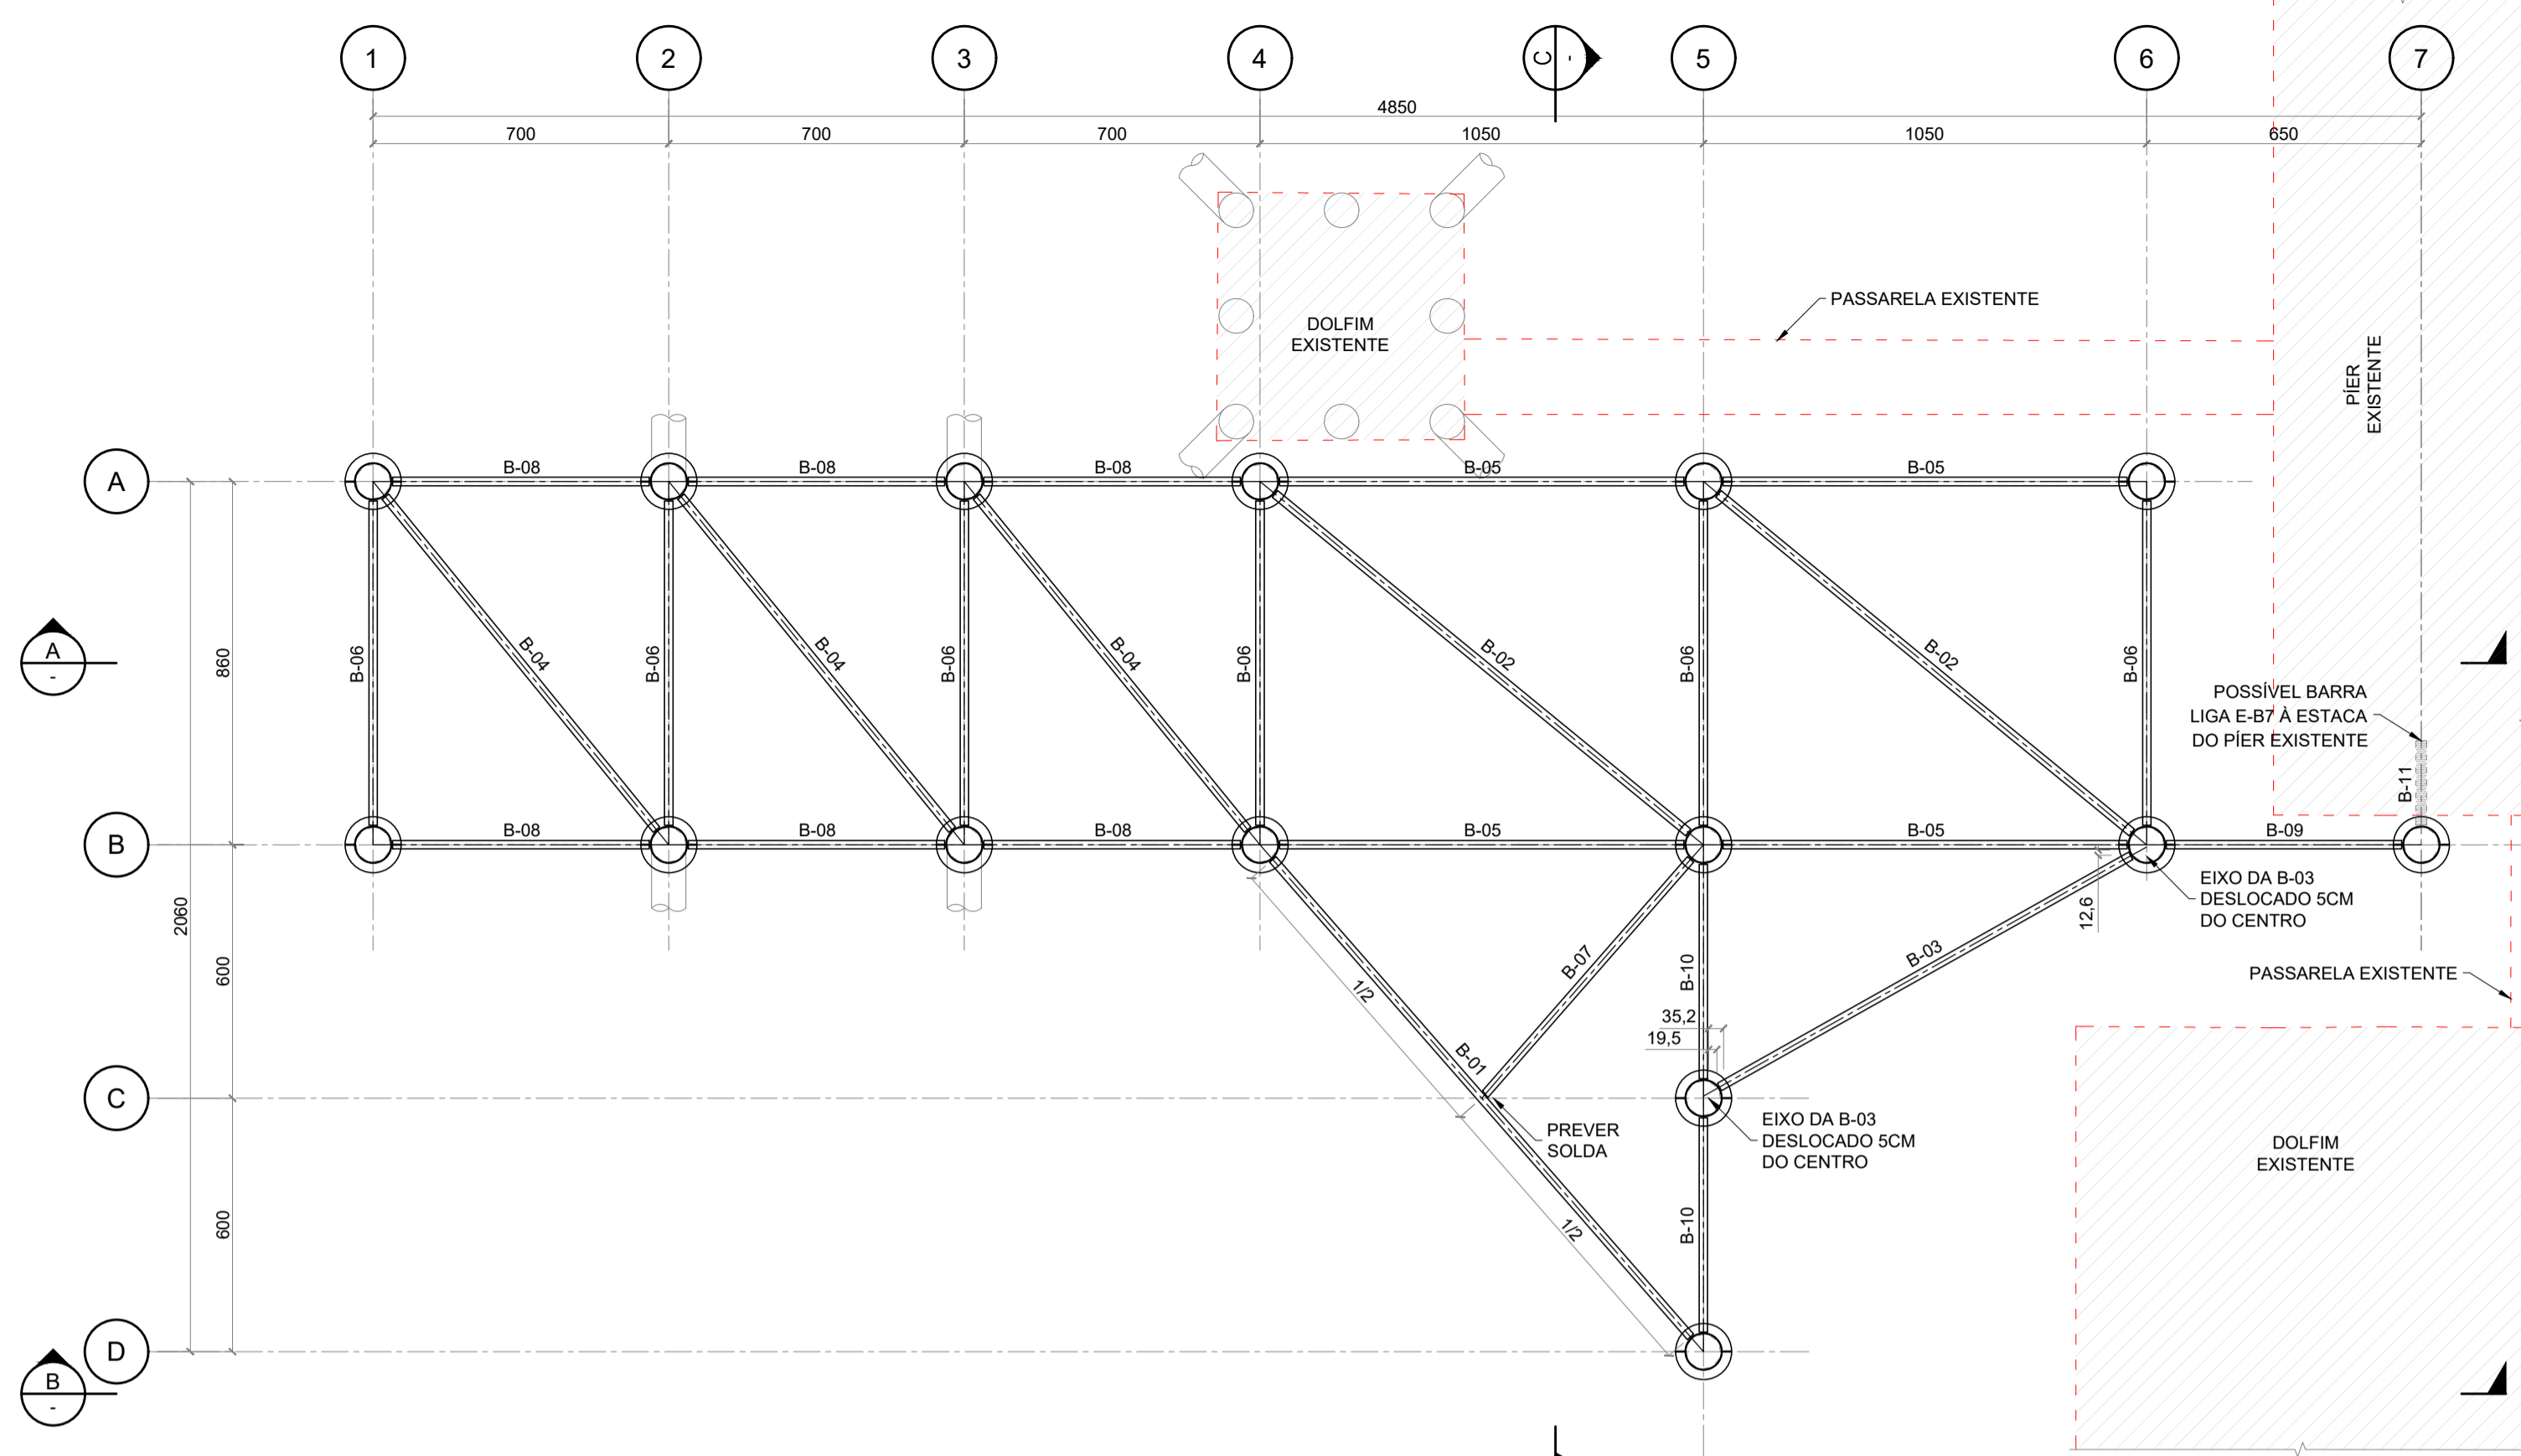 1
2
3
4
C
-
5
6
7
4850
700
700
700
1050
1050
650
PASSARELA EXISTENTE
DOLFIM
EXISTENTE
PÍER
EXISTENTE
A
B-08
B-08
B-08
B-05
B-05
860
A
-
B-06
B-04
B-06
B-04
B-06
B-04
B-06
B-02
B-06
B-02
B-06
POSSÍVEL BARRA
LIGA E-B7 À ESTACA
DO PÍER EXISTENTE
B-11
B
B-08
B-08
B-08
B-05
B-05
B-09
EIXO DA B-03
DESLOCADO 5CM
DO CENTRO
12,6
2060
600
1/2
B-07
B-10
B-03
PASSARELA EXISTENTE
35,2
19,5
B-01
C
PREVER
SOLDA
EIXO DA B-03
DESLOCADO 5CM
DO CENTRO
DOLFIM
EXISTENTE
600
1/2
B-10
D
B
-